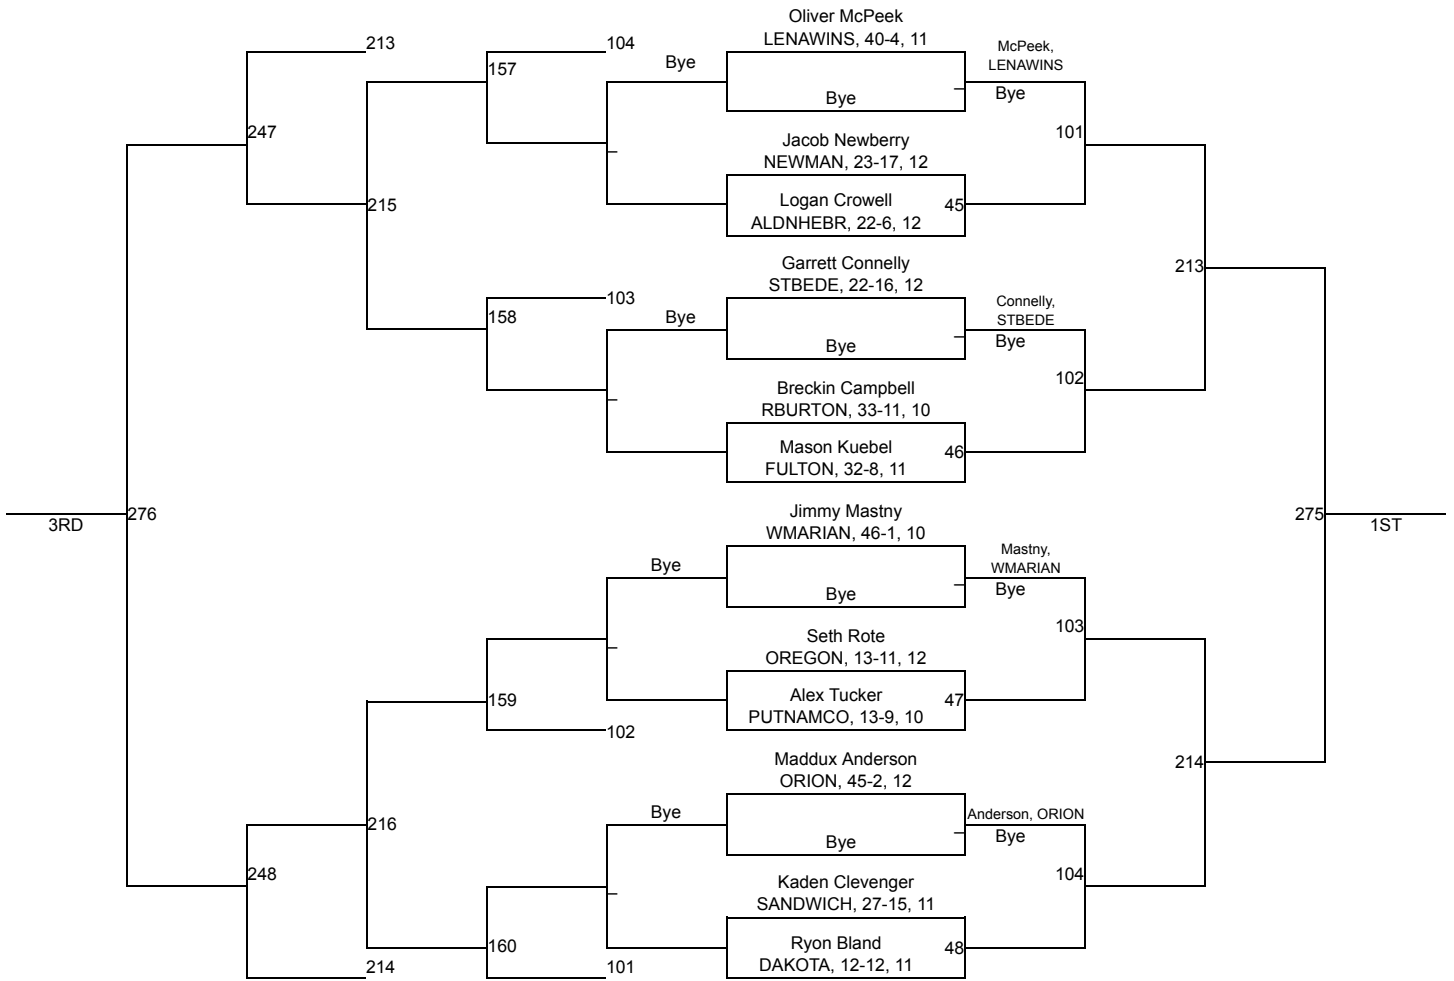 Oliver McPeek
LENAWINS, 40-4, 11
213
104
McPeek,
LENAWINS
157
Bye
Bye
Bye
247
101
Jacob Newberry
NEWMAN, 23-17, 12
215
Logan Crowell
45
ALDNHEBR, 22-6, 12
213
Garrett Connelly
STBEDE, 22-16, 12
103
Connelly,
STBEDE
158
Bye
Bye
Bye
102
Breckin Campbell
RBURTON, 33-11, 10
Mason Kuebel
46
FULTON, 32-8, 11
3RD
276
275
1ST
Jimmy Mastny
WMARIAN, 46-1, 10
Mastny,
WMARIAN
Bye
Bye
Bye
103
Seth Rote
OREGON, 13-11, 12
159
Alex Tucker
47
PUTNAMCO, 13-9, 10
102
214
Maddux Anderson
ORION, 45-2, 12
Anderson, ORION
216
Bye
Bye
Bye
248
104
Kaden Clevenger
SANDWICH, 27-15, 11
160
Ryon Bland
48
DAKOTA, 12-12, 11
214
101